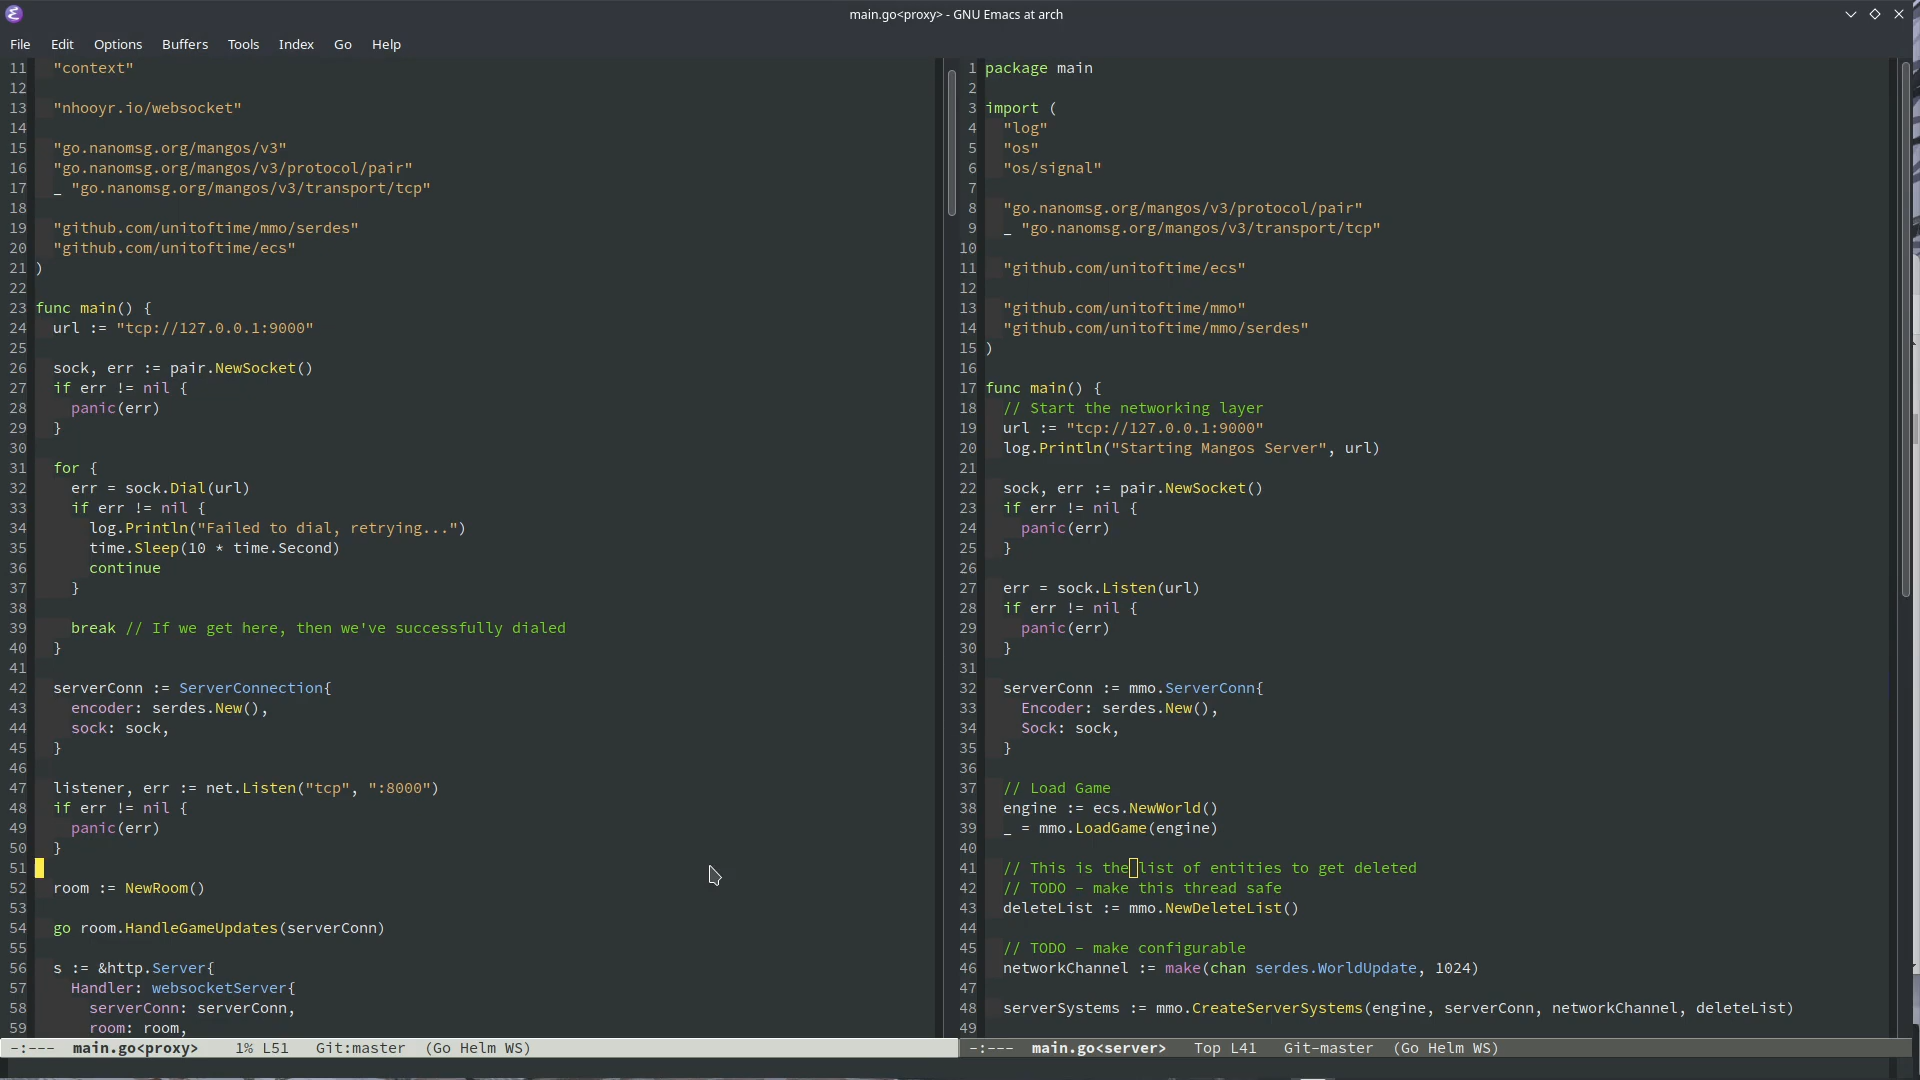 main.go<proxy> - GNU Emacs at arch
File Edit Options Buffers Tools Index Go Help
11 "context"
12
13 "nhooyr.io/websocket"
14
15 "go.nanomsg.org/mangos/v3"
16 "go.nanomsg.org/mangos/v3/protocol/pair"
17 _ "go.nanomsg.org/mangos/v3/transport/tcp"
18
19 "github.com/unitoftime/mmo/serdes"
20 "github.com/unitoftime/ecs"
21 )
22
23 func main() {
24 url := "tcp://127.0.0.1:9000"
25
26 sock, err := pair.NewSocket()
27 if err != nil {
28 panic(err)
29 }
30
31 for {
32 err = sock.Dial(url)
33 if err != nil {
34 log.Println("Failed to dial, retrying...")
35 time.Sleep(10 * time.Second)
36 continue
37 }
38
39 break // If we get here, then we've successfully dialed
40 }
41
42 serverConn := ServerConnection{
43 encoder: serdes.New(),
44 sock: sock,
45 }
46
47 listener, err := net.Listen("tcp", ":8000")
48 if err != nil {
49 panic(err)
50 }
51
52 room := NewRoom()
53
54 go room.HandleGameUpdates(serverConn)
55
56 s := &http.Server{
57 Handler: websocketServer{
58 serverConn: serverConn,
59 room: room,
-:--- main.go<proxy> 1% L51 Git:master (Go Helm WS)
1 package main
2
3 import (
4 "log"
5 "os"
6 "os/signal"
7
8 "go.nanomsg.org/mangos/v3/protocol/pair"
9 _ "go.nanomsg.org/mangos/v3/transport/tcp"
10
11 "github.com/unitoftime/ecs"
12
13 "github.com/unitoftime/mmo"
14 "github.com/unitoftime/mmo/serdes"
15 )
16
17 func main() {
18 // Start the networking layer
19 url := "tcp://127.0.0.1:9000"
20 log.Println("Starting Mangos Server", url)
21
22 sock, err := pair.NewSocket()
23 if err != nil {
24 panic(err)
25 }
26
27 err = sock.Listen(url)
28 if err != nil {
29 panic(err)
30 }
31
32 serverConn := mmo.ServerConn{
33 Encoder: serdes.New(),
34 Sock: sock,
35 }
36
37 // Load Game
38 engine := ecs.NewWorld()
39 _ = mmo.LoadGame(engine)
40
41 // This is the list of entities to get deleted
42 // TODO - make this thread safe
43 deleteList := mmo.NewDeleteList()
44
45 // TODO - make configurable
46 networkChannel := make(chan serdes.WorldUpdate, 1024)
47
48 serverSystems := mmo.CreateServerSystems(engine, serverConn, networkChannel, deleteList)
49
-:--- main.go<server> Top L41 Git-master (Go Helm WS)